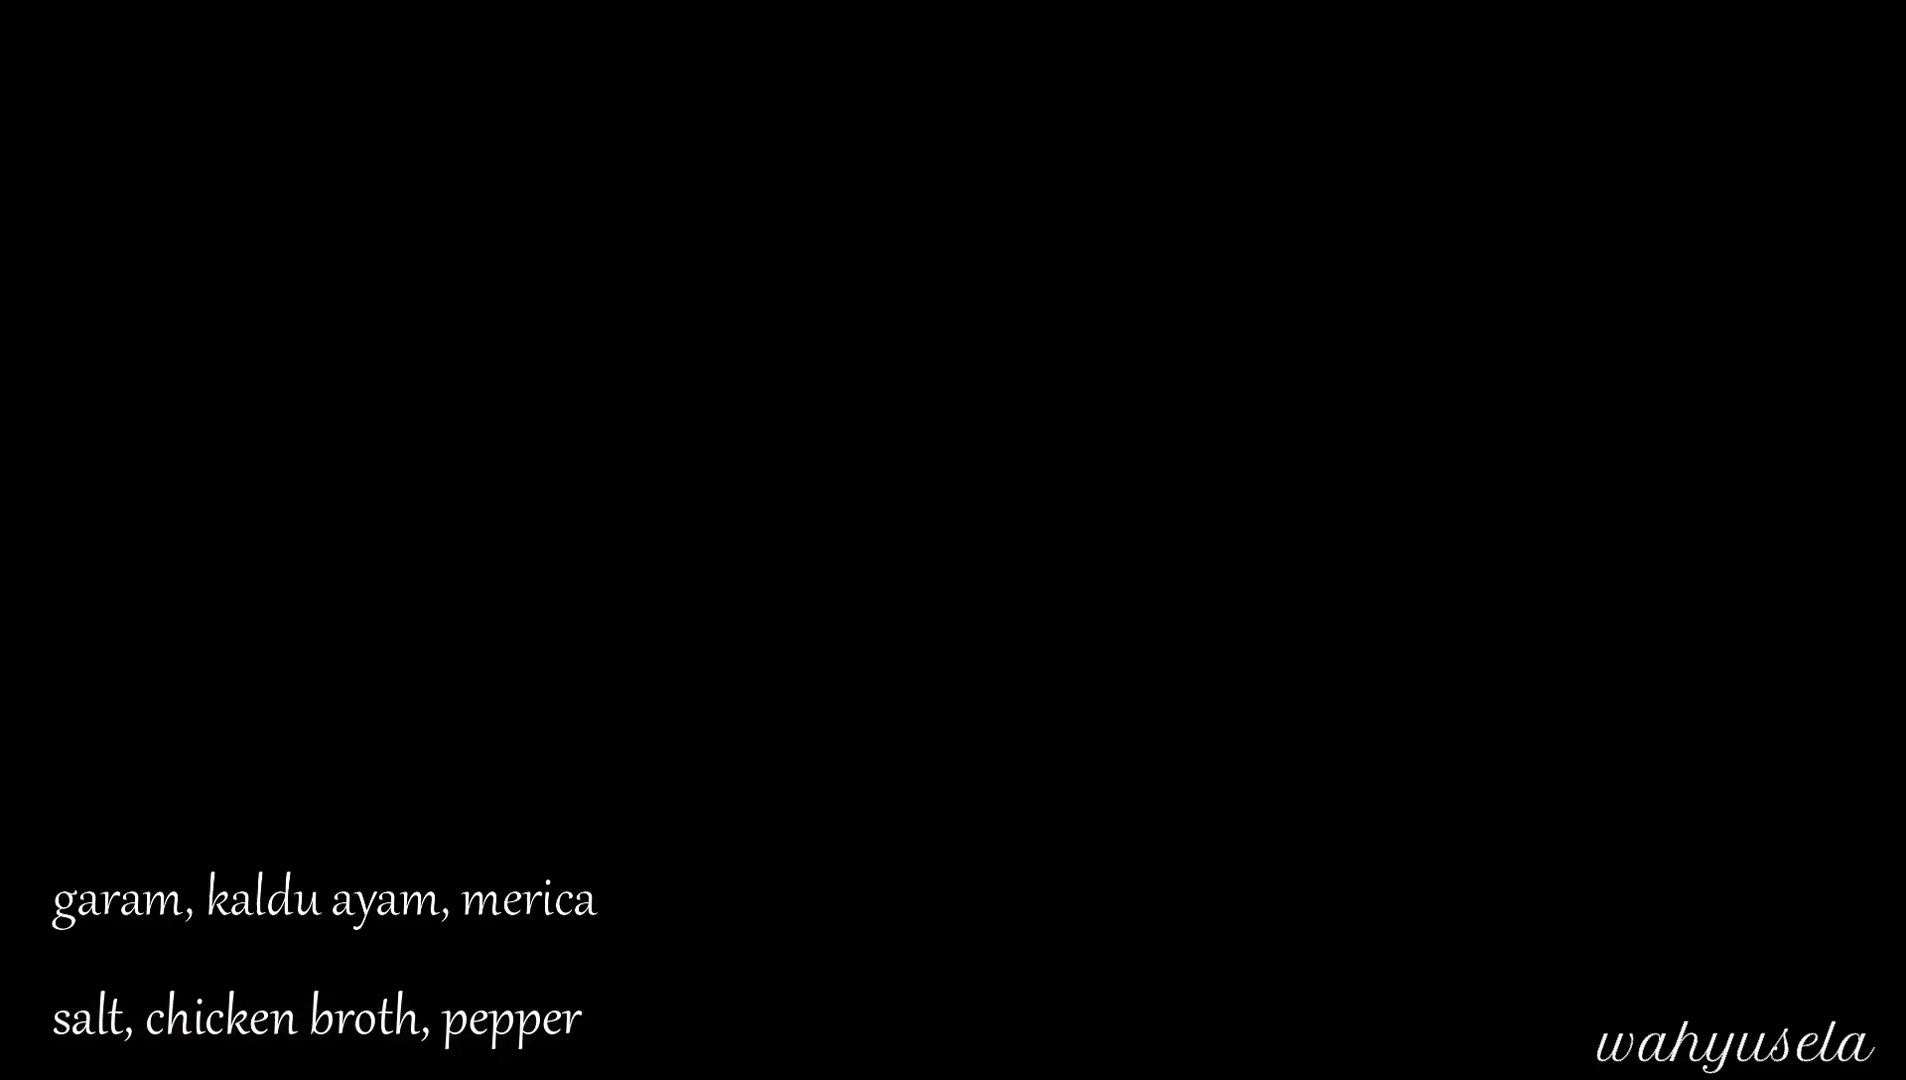 garam, kaldu ayam, merica
salt, chicken broth, pepper
wahyusela